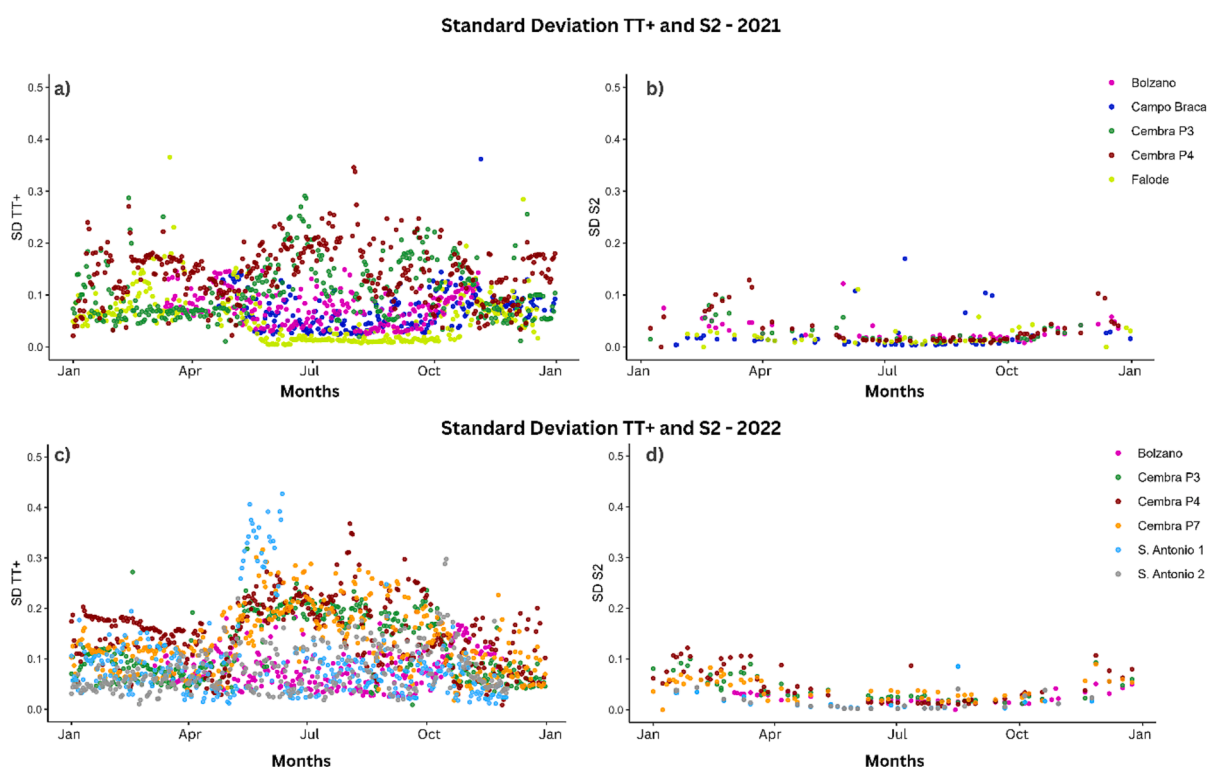 Standard Deviation TT+ and S2 - 2021
a)
0.5
0.4
0.3
0.2
0.1
0.0
SD TT+
Jan
Apr
Jul
Oct
Jan
Months
b)
0.5
0.4
0.3
0.2
0.1
0.0
SD S2
Jan
Apr
Jul
Oct
Jan
Months
Bolzano
Campo Braca
Cembra P3
Cembra P4
Falode
Standard Deviation TT+ and S2 - 2022
c)
0.5
0.4
0.3
0.2
0.1
0.0
SD TT+
Jan
Apr
Jul
Oct
Jan
Months
d)
0.5
0.4
0.3
0.2
0.1
0.0
SD S2
Jan
Apr
Jul
Oct
Jan
Months
Bolzano
Cembra P3
Cembra P4
Cembra P7
S. Antonio 1
S. Antonio 2